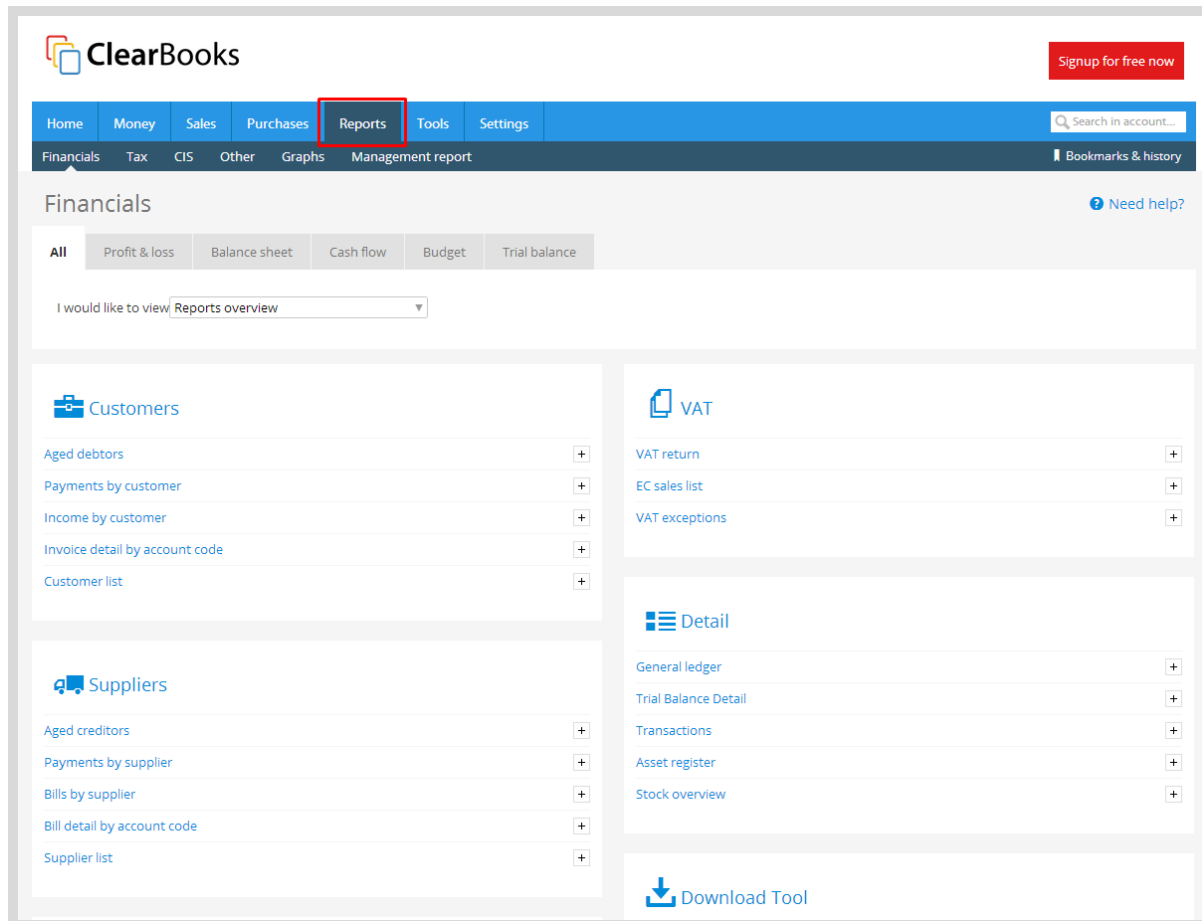 ClearBooks
Signup for free now
Home Money Sales Purchases Reports Tools Settings
Search in account...
Financials Tax CIS Other Graphs Management report
Bookmarks & history
Financials
Need help?
All Profit & loss Balance sheet Cash flow Budget Trial balance
I would like to view Reports overview
Customers
Aged debtors
Payments by customer
Income by customer
Invoice detail by account code
Customer list
Suppliers
Aged creditors
Payments by supplier
Bills by supplier
Bill detail by account code
Supplier list
VAT
VAT return
EC sales list
VAT exceptions
Detail
General ledger
Trial Balance Detail
Transactions
Asset register
Stock overview
Download Tool